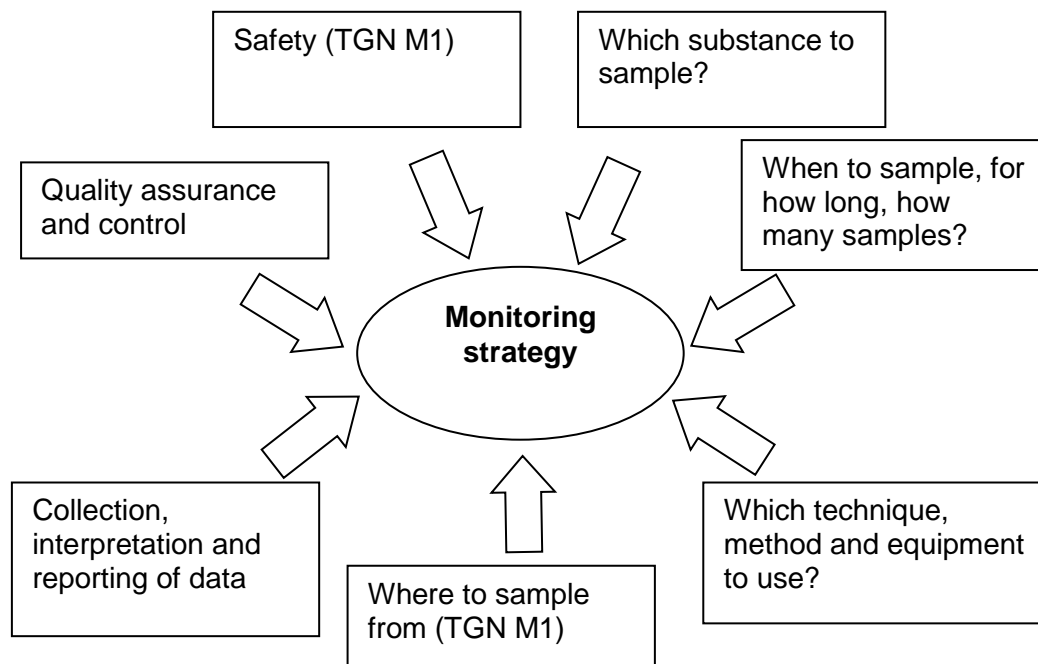 Safety (TGN M1)
Which substance to
sample?
Quality assurance
and control
When to sample, for
how long, how
many samples?
Monitoring
strategy
Collection,
interpretation and
reporting of data
Where to sample
from (TGN M1)
Which technique,
method and equipment
to use?